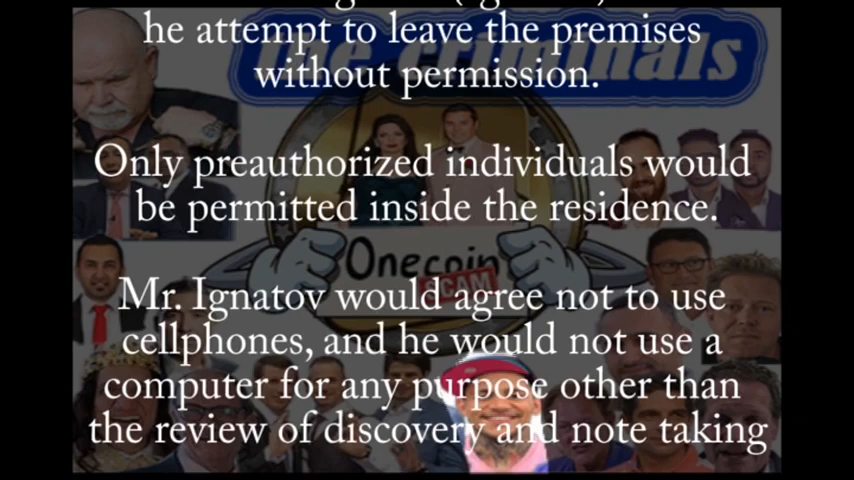 he attempt to leave the premises
without permission.
Only preauthorized individuals would
be permitted inside the residence.
Mr. Ignatov would agree not to use
cellphones, and he would not use a
computer for any purpose other than
the review of discovery and note taking
the criminals
Onecoin
SCAM